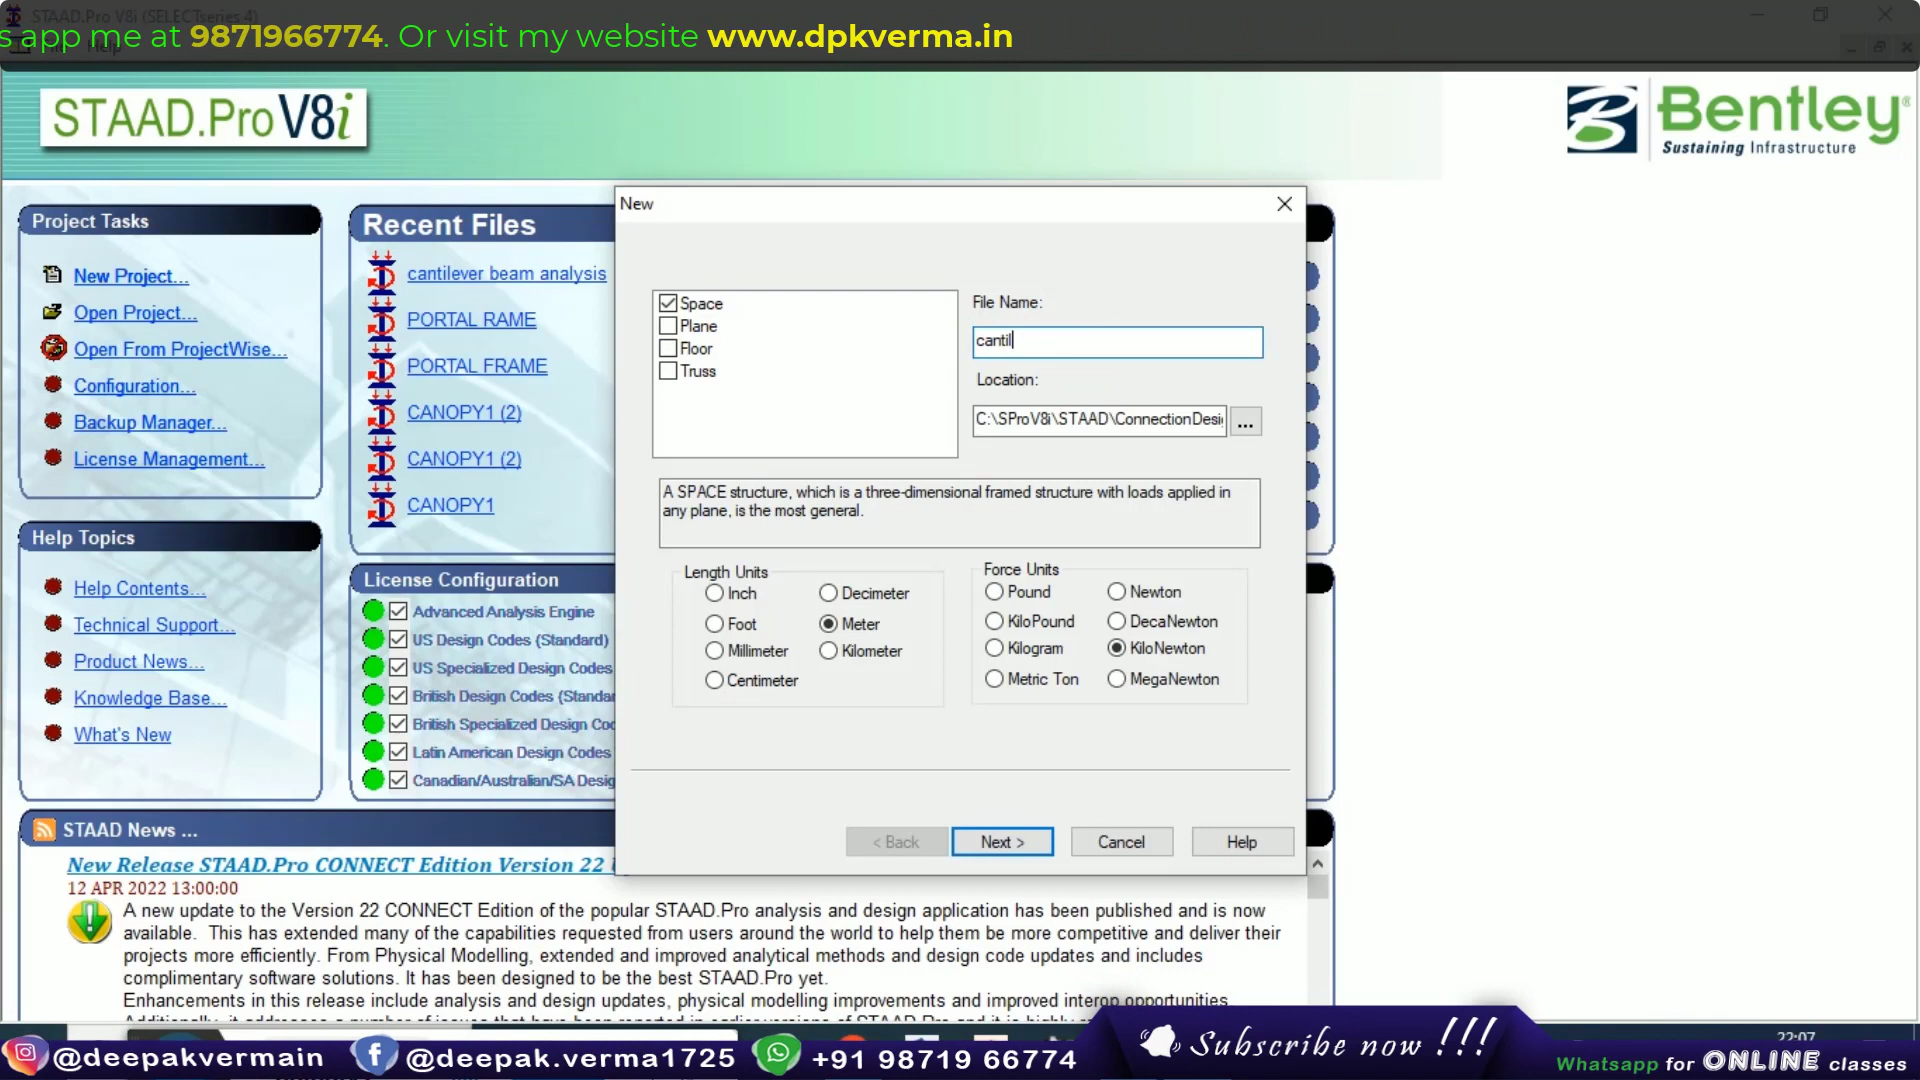 STAAD.Pro V8i (SELECTseries 4)
s app me at 9871966774. Or visit my website www.dpkverma.in
Help
STAAD.Pro V8i
Bentley®
Sustaining Infrastructure
New
Project Tasks
New Project...
Open Project...
Open From ProjectWise...
Configuration...
Backup Manager...
License Management...
Recent Files
cantilever beam analysis
PORTAL RAME
PORTAL FRAME
CANOPY1 (2)
CANOPY1 (2)
CANOPY1
Space
Plane
Floor
Truss
File Name:
cantil
Location:
C:\SProV8i\STAAD\ConnectionDesi
...
A SPACE structure, which is a three-dimensional framed structure with loads applied in
any plane, is the most general.
Length Units
Inch
Decimeter
Foot
Meter
Millimeter
Kilometer
Centimeter
Force Units
Pound
Newton
KiloPound
DecaNewton
Kilogram
KiloNewton
Metric Ton
MegaNewton
< Back
Next >
Cancel
Help
Help Topics
Help Contents...
Technical Support...
Product News...
Knowledge Base...
What's New
License Configuration
Advanced Analysis Engine
US Design Codes (Standard)
US Specialized Design Codes
British Design Codes (Standar
British Specialized Design Coc
Latin American Design Codes
Canadian/Australian/SA Desig
STAAD News ...
New Release STAAD.Pro CONNECT Edition Version 22
12 APR 2022 13:00:00
A new update to the Version 22 CONNECT Edition of the popular STAAD.Pro analysis and design application has been published and is now
available. This has extended many of the capabilities requested from users around the world to help them be more competitive and deliver their
projects more efficiently. From Physical Modelling, extended and improved analytical methods and design code updates and includes
complimentary software solutions. It has been designed to be the best STAAD.Pro yet.
Enhancements in this release include analysis and design updates, physical modelling improvements and improved interop opportunities.
22:07
@deepakvermain
@deepak.verma1725
+91 98719 66774
Subscribe now !!!
Whatsapp for ONLINE classes